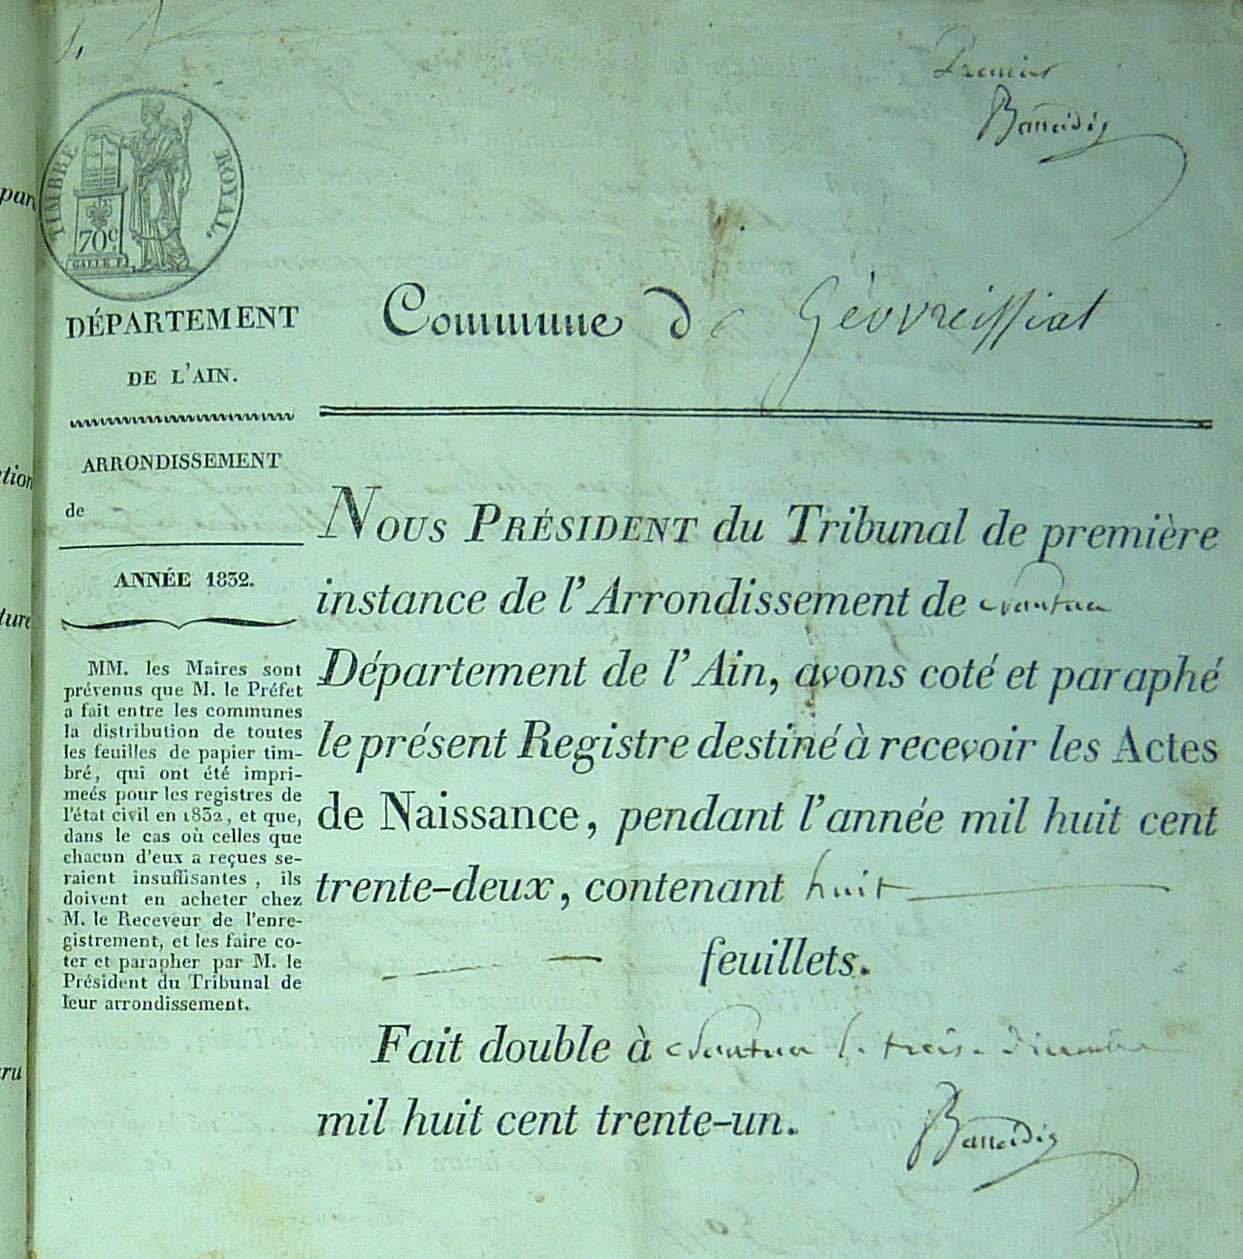 Premier
TIMBRE ROYAL,
70c
GALLE F.
DÉPARTEMENT
DE L'AIN.
ARRONDISSEMENT
de
ANNÉE 1832.
MM. les Maires sont
prévenus que M. le Préfet
a fait entre les communes
la distribution de toutes
les feuilles de papier tim-
bré, qui ont été impri-
meés pour les registres de
l'état civil en 1832, et que,
dans le cas où celles que
chacun d'eux a reçues se-
raient insuffisantes, ils
doivent en acheter chez
M. le Receveur de l'enre-
gistrement, et les faire co-
ter et parapher par M. le
Président du Tribunal de
leur arrondissement.
Commune de Géovreissiat
NOUS PRÉSIDENT du Tribunal de première
instance de l'Arrondissement de Nantua
Département de l'Ain, avons coté et paraphé
le présent Registre destiné à recevoir les Actes
de Naissance, pendant l'année mil huit cent
trente-deux, contenant huit
feuillets.
Fait double à Nantua le trois Décembre
mil huit cent trente-un.